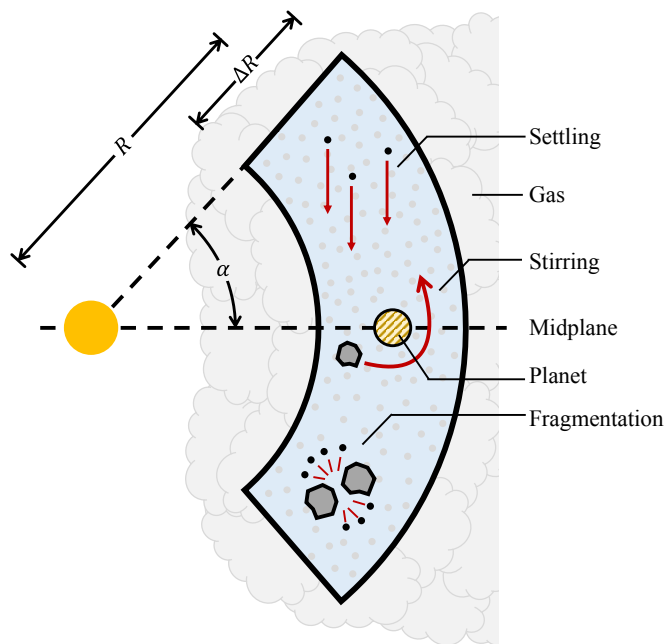 ΔR
R
Settling
Gas
α
Stirring
Midplane
Planet
Fragmentation